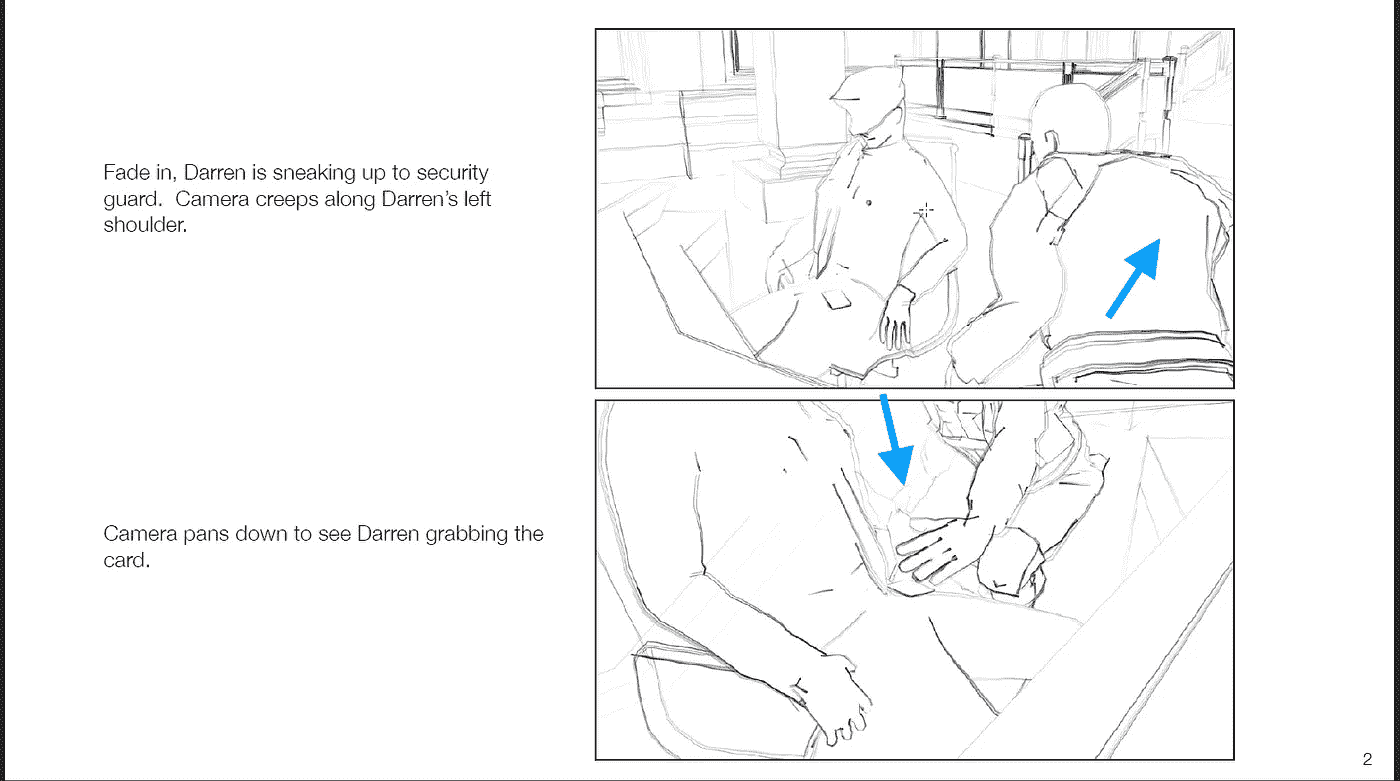 Fade in, Darren is sneaking up to security
guard.  Camera creeps along Darren's left
shoulder.
Camera pans down to see Darren grabbing the
card.
2